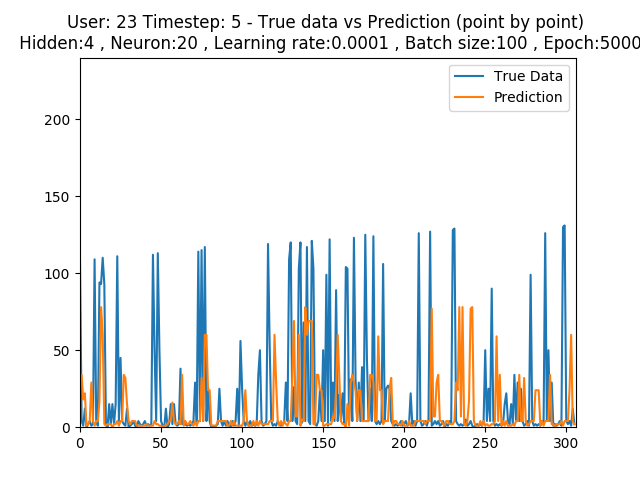 User: 23 Timestep: 5 - True data vs Prediction (point by point)
Hidden:4 , Neuron:20 , Learning rate:0.0001 , Batch size:100 , Epoch:5000
True Data
Prediction
200
150
100
50
0
0 50 100 150 200 250 300